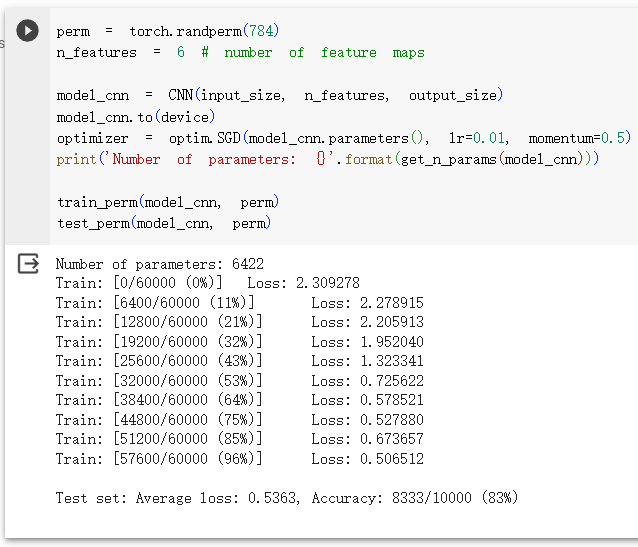 s
perm = torch.randperm(784)
n_features = 6 # number of feature maps
model_cnn = CNN(input_size, n_features, output_size)
model_cnn.to(device)
optimizer = optim.SGD(model_cnn.parameters(), lr=0.01, momentum=0.5)
print('Number of parameters: {}'.format(get_n_params(model_cnn)))
train_perm(model_cnn, perm)
test_perm(model_cnn, perm)
Number of parameters: 6422
Train: [0/60000 (0%)] Loss: 2.309278
Train: [6400/60000 (11%)] Loss: 2.278915
Train: [12800/60000 (21%)] Loss: 2.205913
Train: [19200/60000 (32%)] Loss: 1.952040
Train: [25600/60000 (43%)] Loss: 1.323341
Train: [32000/60000 (53%)] Loss: 0.725622
Train: [38400/60000 (64%)] Loss: 0.578521
Train: [44800/60000 (75%)] Loss: 0.527880
Train: [51200/60000 (85%)] Loss: 0.673657
Train: [57600/60000 (96%)] Loss: 0.506512
Test set: Average loss: 0.5363, Accuracy: 8333/10000 (83%)